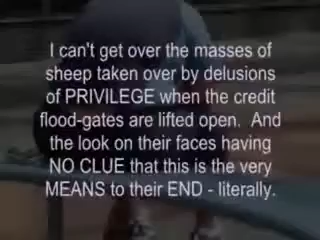 I can't get over the masses of
sheep taken over by delusions
of PRIVILEGE when the credit
flood-gates are lifted open.  And
the look on their faces having
NO CLUE that this is the very
MEANS to their END - literally.